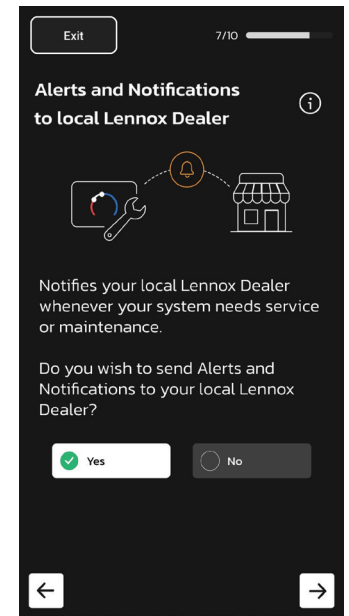 Exit
7/10
Alerts and Notifications
to local Lennox Dealer
Notifies your local Lennox Dealer
whenever your system needs service
or maintenance.
Do you wish to send Alerts and
Notifications to your local Lennox
Dealer?
Yes
No